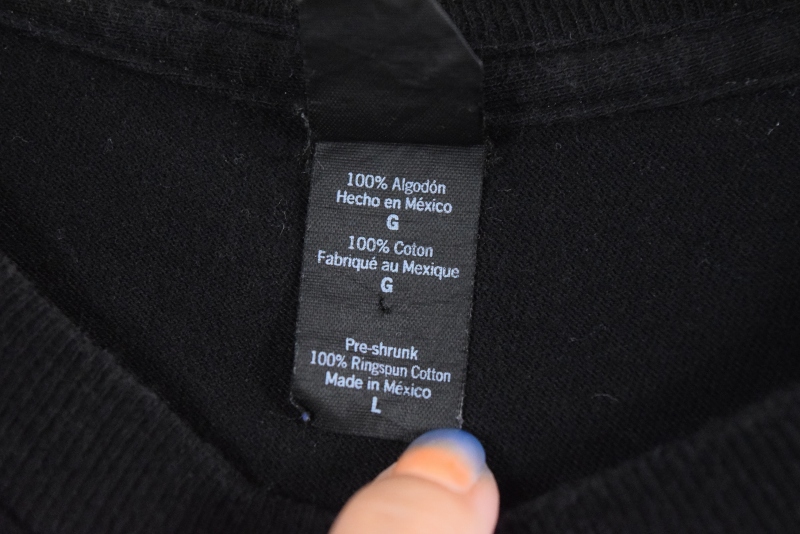 100% Algodón
Hecho en México
G
100% Coton
Fabriqué au Mexique
G
Pre-shrunk
100% Ringspun Cotton
Made in México
L